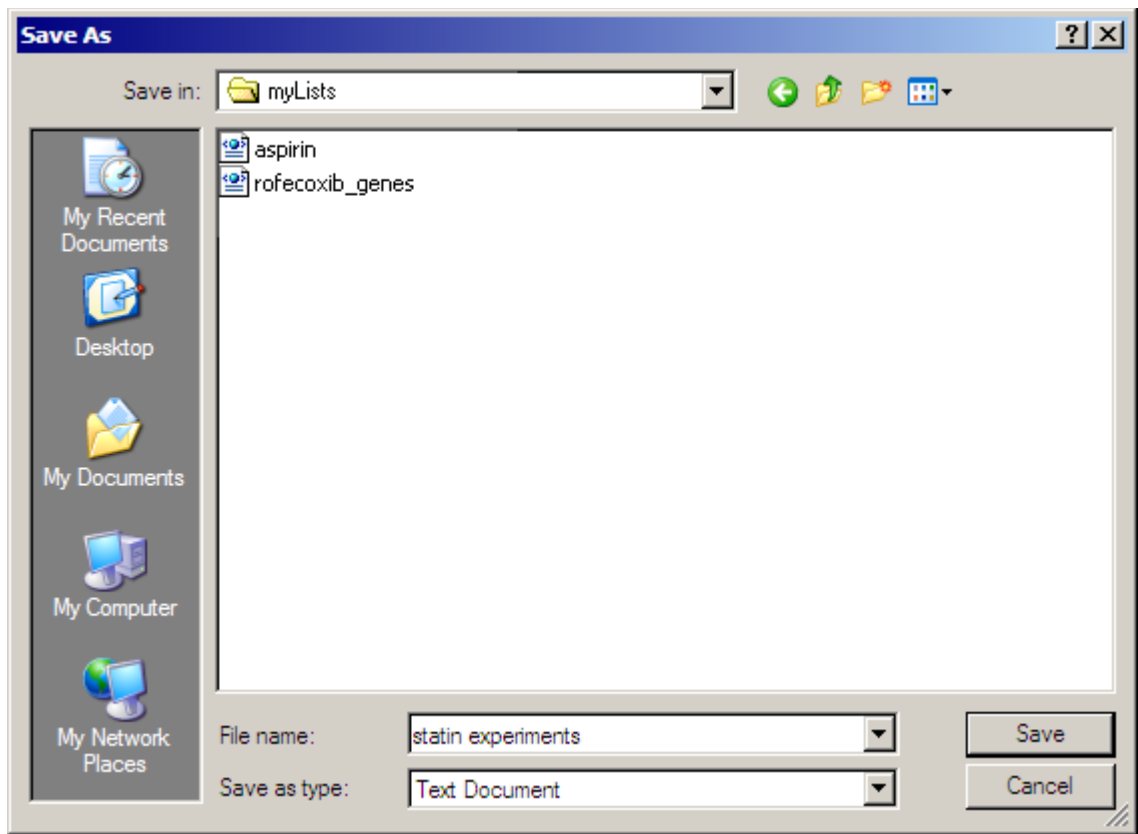 Save As
Save in:
myLists
aspirin
rofecoxib_genes
My Recent
Documents
Desktop
My Documents
My Computer
My Network
Places
File name:
statin experiments
Save
Save as type:
Text Document
Cancel